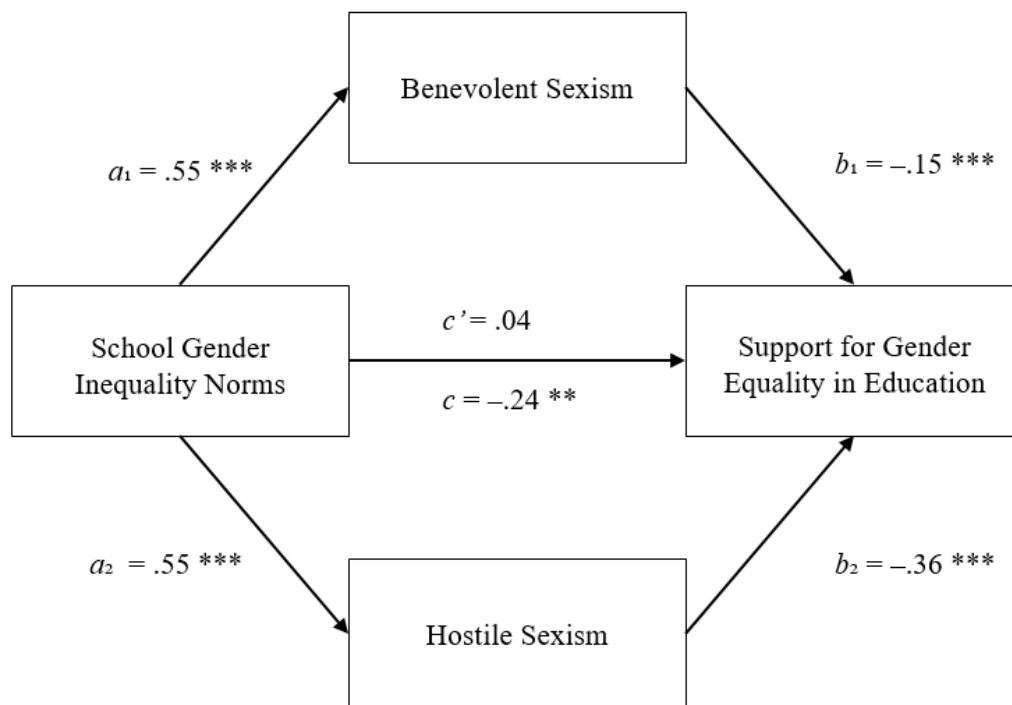 Benevolent Sexism
a₁ = .55 ***
b₁ = –.15 ***
School Gender
Inequality Norms
c’ = .04
c = –.24 **
Support for Gender
Equality in Education
a₂ = .55 ***
b₂ = –.36 ***
Hostile Sexism